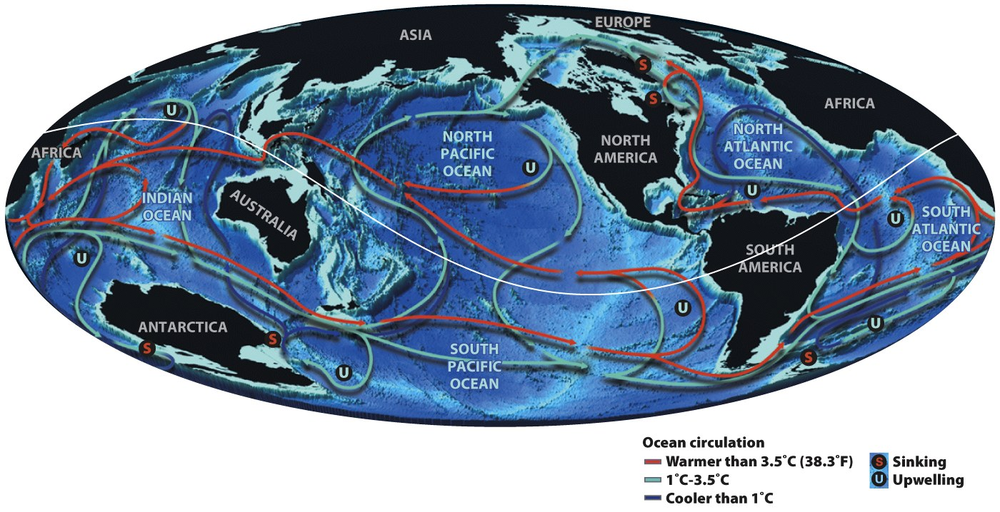 EUROPE
ASIA
S
S
AFRICA
U
NORTH
PACIFIC
OCEAN
NORTH
AMERICA
NORTH
ATLANTIC
OCEAN
AFRICA
U
U
INDIAN
OCEAN
AUSTRALIA
U
SOUTH
ATLANTIC
OCEAN
U
SOUTH
AMERICA
U
ANTARCTICA
U
S
S
S
SOUTH
PACIFIC
OCEAN
U
Ocean circulation
Warmer than 3.5˚C (38.3˚F)
1˚C-3.5˚C
Cooler than 1˚C
S Sinking
U Upwelling